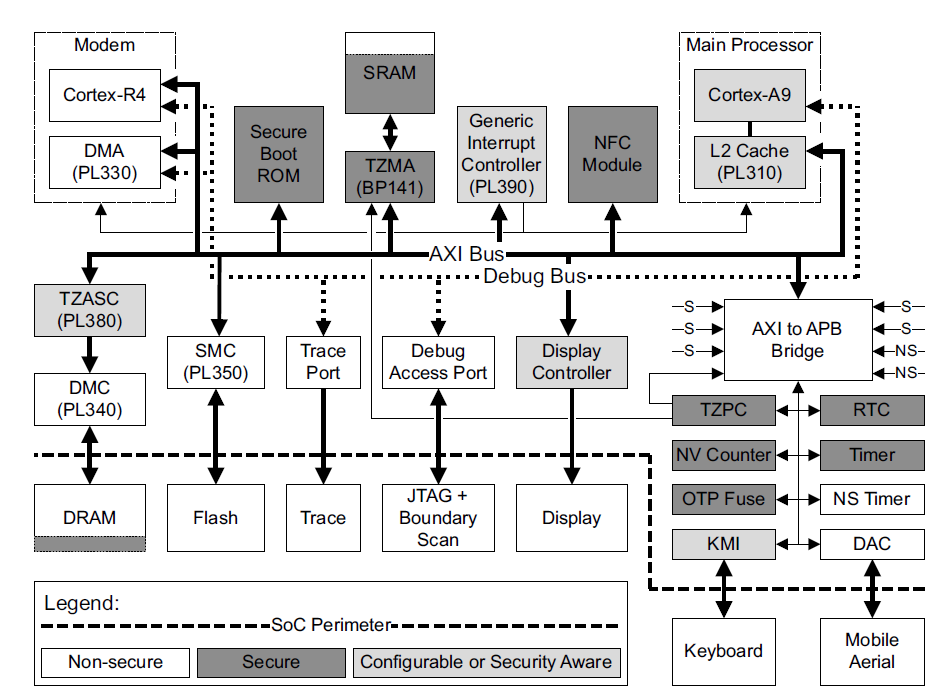 Modem
Cortex-R4
DMA
(PL330)
SRAM
Secure
Boot
ROM
TZMA
(BP141)
Generic
Interrupt
Controller
(PL390)
NFC
Module
Main Processor
Cortex-A9
L2 Cache
(PL310)
AXI Bus
Debug Bus
TZASC
(PL380)
DMC
(PL340)
SMC
(PL350)
Trace
Port
Debug
Access Port
Display
Controller
S
S
S
AXI to APB
Bridge
S
S
NS
NS
TZPC
RTC
NV Counter
Timer
OTP Fuse
NS Timer
KMI
DAC
DRAM
Flash
Trace
JTAG +
Boundary
Scan
Display
Keyboard
Mobile
Aerial
Legend:
SoC Perimeter
Non-secure
Secure
Configurable or Security Aware